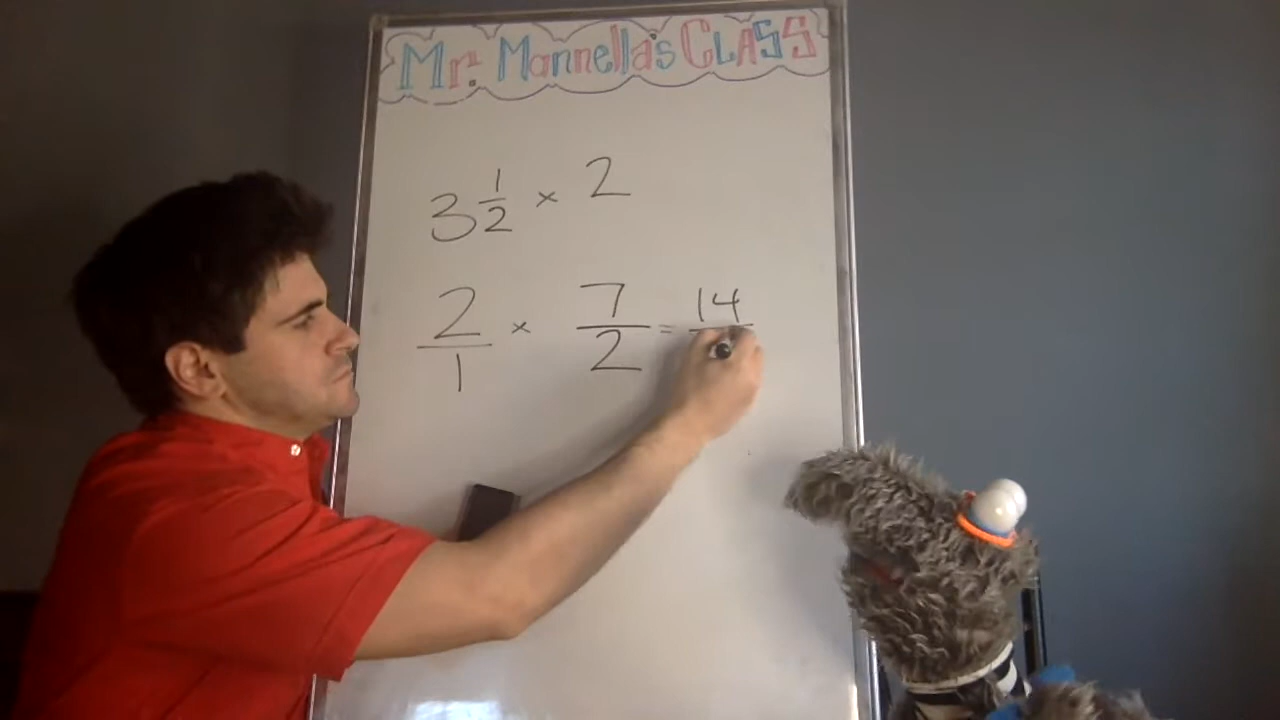 Mr. Mannella's CLASS
3 1/2 × 2
2/1 × 7/2 = 14/